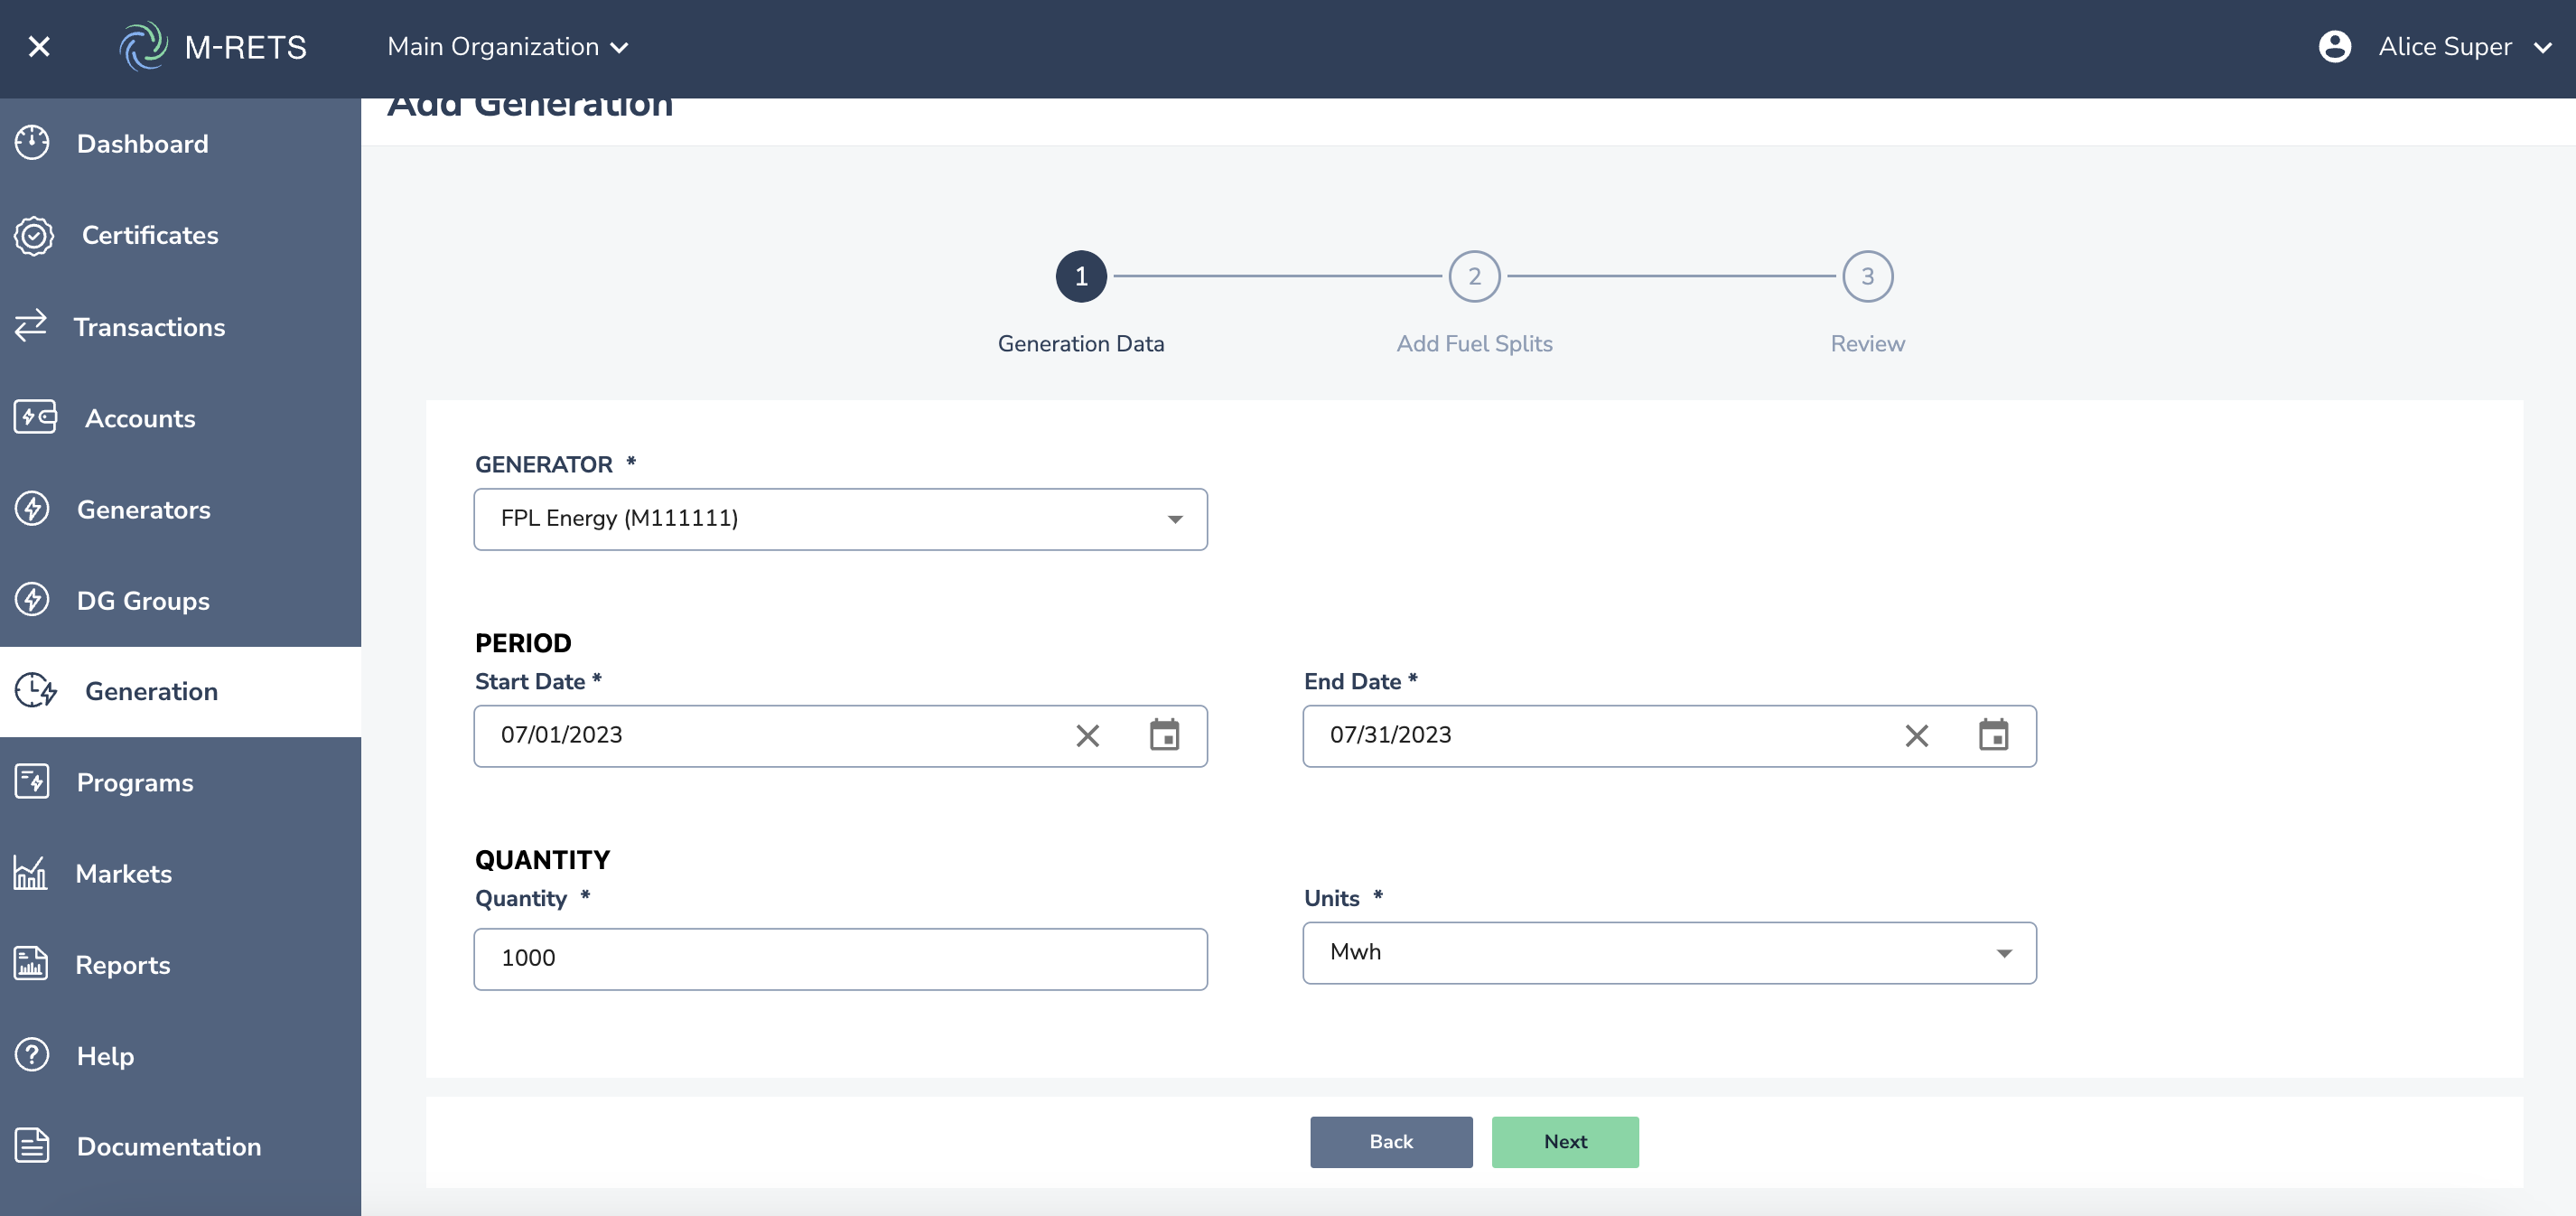 M-RETS
Main Organization
Alice Super
Add Generation
Dashboard
Certificates
Transactions
Accounts
Generators
DG Groups
Generation
Programs
Markets
Reports
Help
Documentation
1
2
3
Generation Data
Add Fuel Splits
Review
GENERATOR *
FPL Energy (M111111)
PERIOD
Start Date *
End Date *
07/01/2023
07/31/2023
QUANTITY
Quantity *
Units *
1000
Mwh
Back
Next